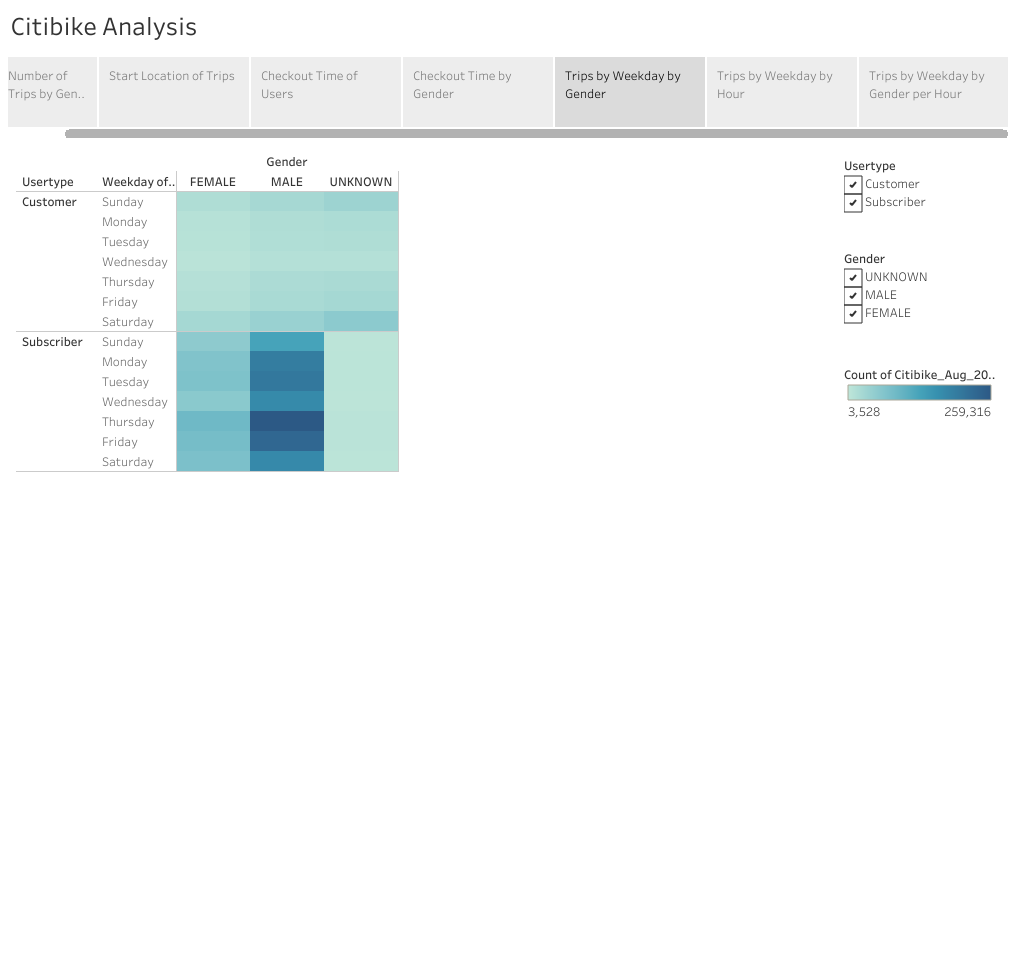 Citibike Analysis
Number of
Trips by Gen..
Start Location of Trips
Checkout Time of
Users
Checkout Time by
Gender
Trips by Weekday by
Gender
Trips by Weekday by
Hour
Trips by Weekday by
Gender per Hour
Gender
Usertype Weekday of.. FEMALE MALE UNKNOWN
Customer Sunday
Monday
Tuesday
Wednesday
Thursday
Friday
Saturday
Subscriber Sunday
Monday
Tuesday
Wednesday
Thursday
Friday
Saturday
Usertype
Customer
Subscriber
Gender
UNKNOWN
MALE
FEMALE
Count of Citibike_Aug_20..
3,528 259,316